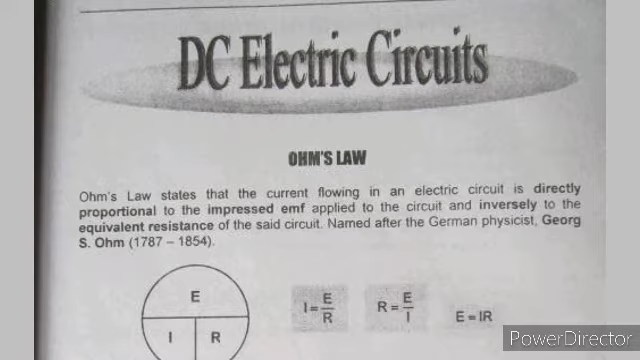 DC Electric Circuits
OHM'S LAW
Ohm's Law states that the current flowing in an electric circuit is directly
proportional to the impressed emf applied to the circuit and inversely to the
equivalent resistance of the said circuit. Named after the German physicist, Georg
S. Ohm (1787 – 1854).
E
I R
I = E/R
R = E/I
E = IR
PowerDirector